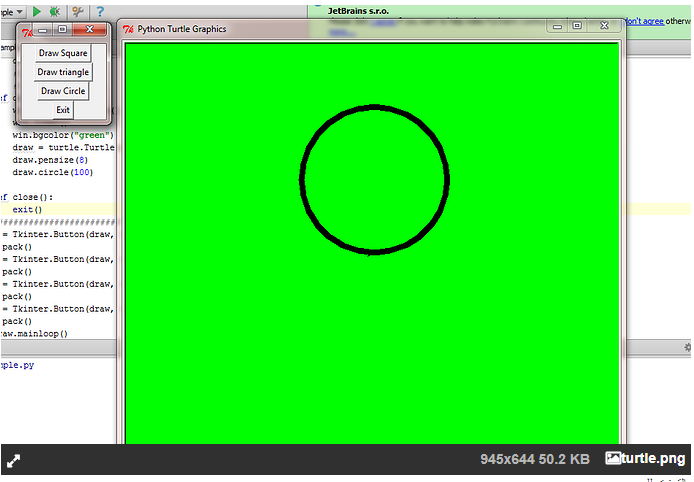 JetBrains s.r.o.
mple
don't agree
Python Turtle Graphics
Draw Square
Draw triangle
Draw Circle
Exit
win.bgcolor("green")
draw = turtle.Turtle
draw.pensize(8)
draw.circle(100)
ef close():
exit()
########################
= Tkinter.Button(draw,
pack()
= Tkinter.Button(draw,
pack()
= Tkinter.Button(draw,
pack()
= Tkinter.Button(draw,
pack()
raw.mainloop()
mple.py
945x644 50.2 KB
turtle.png